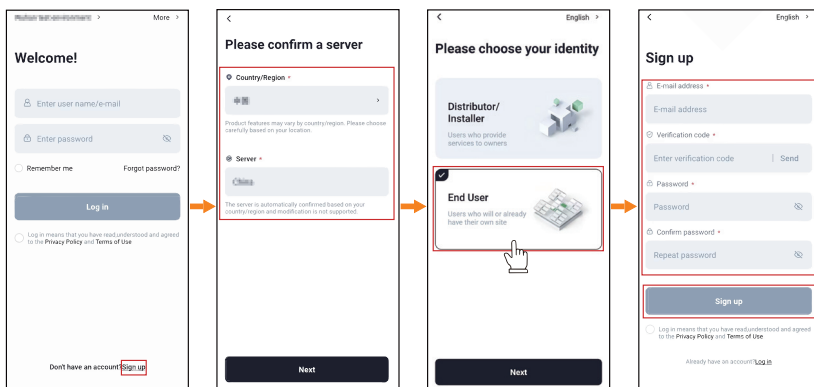 More >
Welcome!
Enter user name/e-mail
Enter password
Remember me
Forgot password?
Log in
Log in means that you have read,understood and agreed
to the Privacy Policy and Terms of Use
Don't have an account?Sign up
Please confirm a server
Country/Region *
Product features may vary by country/region. Please choose
carefully based on your location.
Server *
The server is automatically confirmed based on your
country/region and modification is not supported.
Next
English >
Please choose your identity
Distributor/
Installer
Users who provide
services to owners
End User
Users who will or already
have their own site
Next
English >
Sign up
E-mail address *
E-mail address
Verification code *
Enter verification code | Send
Password *
Password
Confirm password *
Repeat password
Sign up
Log in means that you have read,understood and agreed
to the Privacy Policy and Terms of Use
Already have an account?Log in